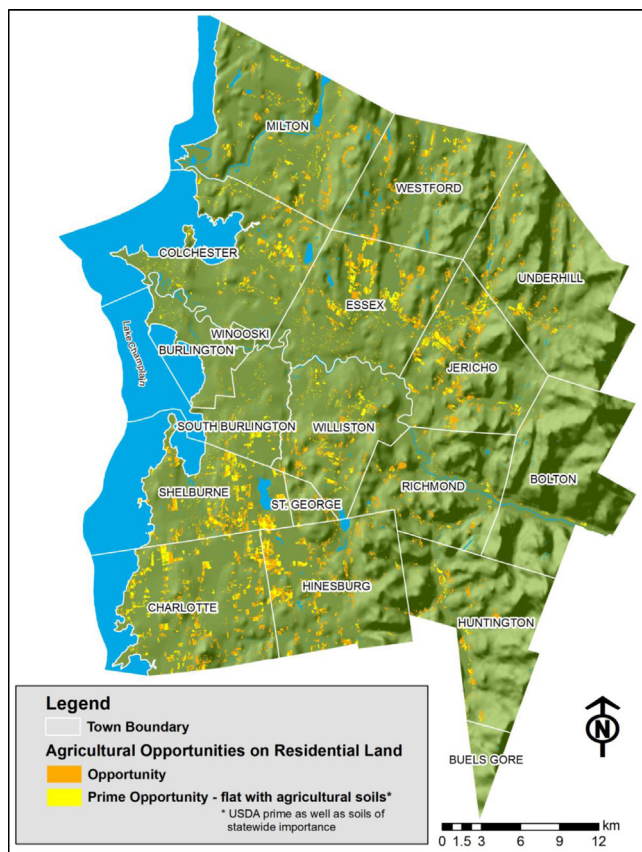 MILTON
WESTFORD
COLCHESTER
UNDERHILL
ESSEX
WINOOSKI
Lake Champlain
BURLINGTON
JERICHO
SOUTH BURLINGTON
WILLISTON
BOLTON
SHELBURNE
RICHMOND
ST. GEORGE
HINESBURG
CHARLOTTE
HUNTINGTON
BUELS GORE
Legend
Town Boundary
Agricultural Opportunities on Residential Land
Opportunity
Prime Opportunity - flat with agricultural soils*
* USDA prime as well as soils of
statewide importance
N
km
0 1.5 3 6 9 12